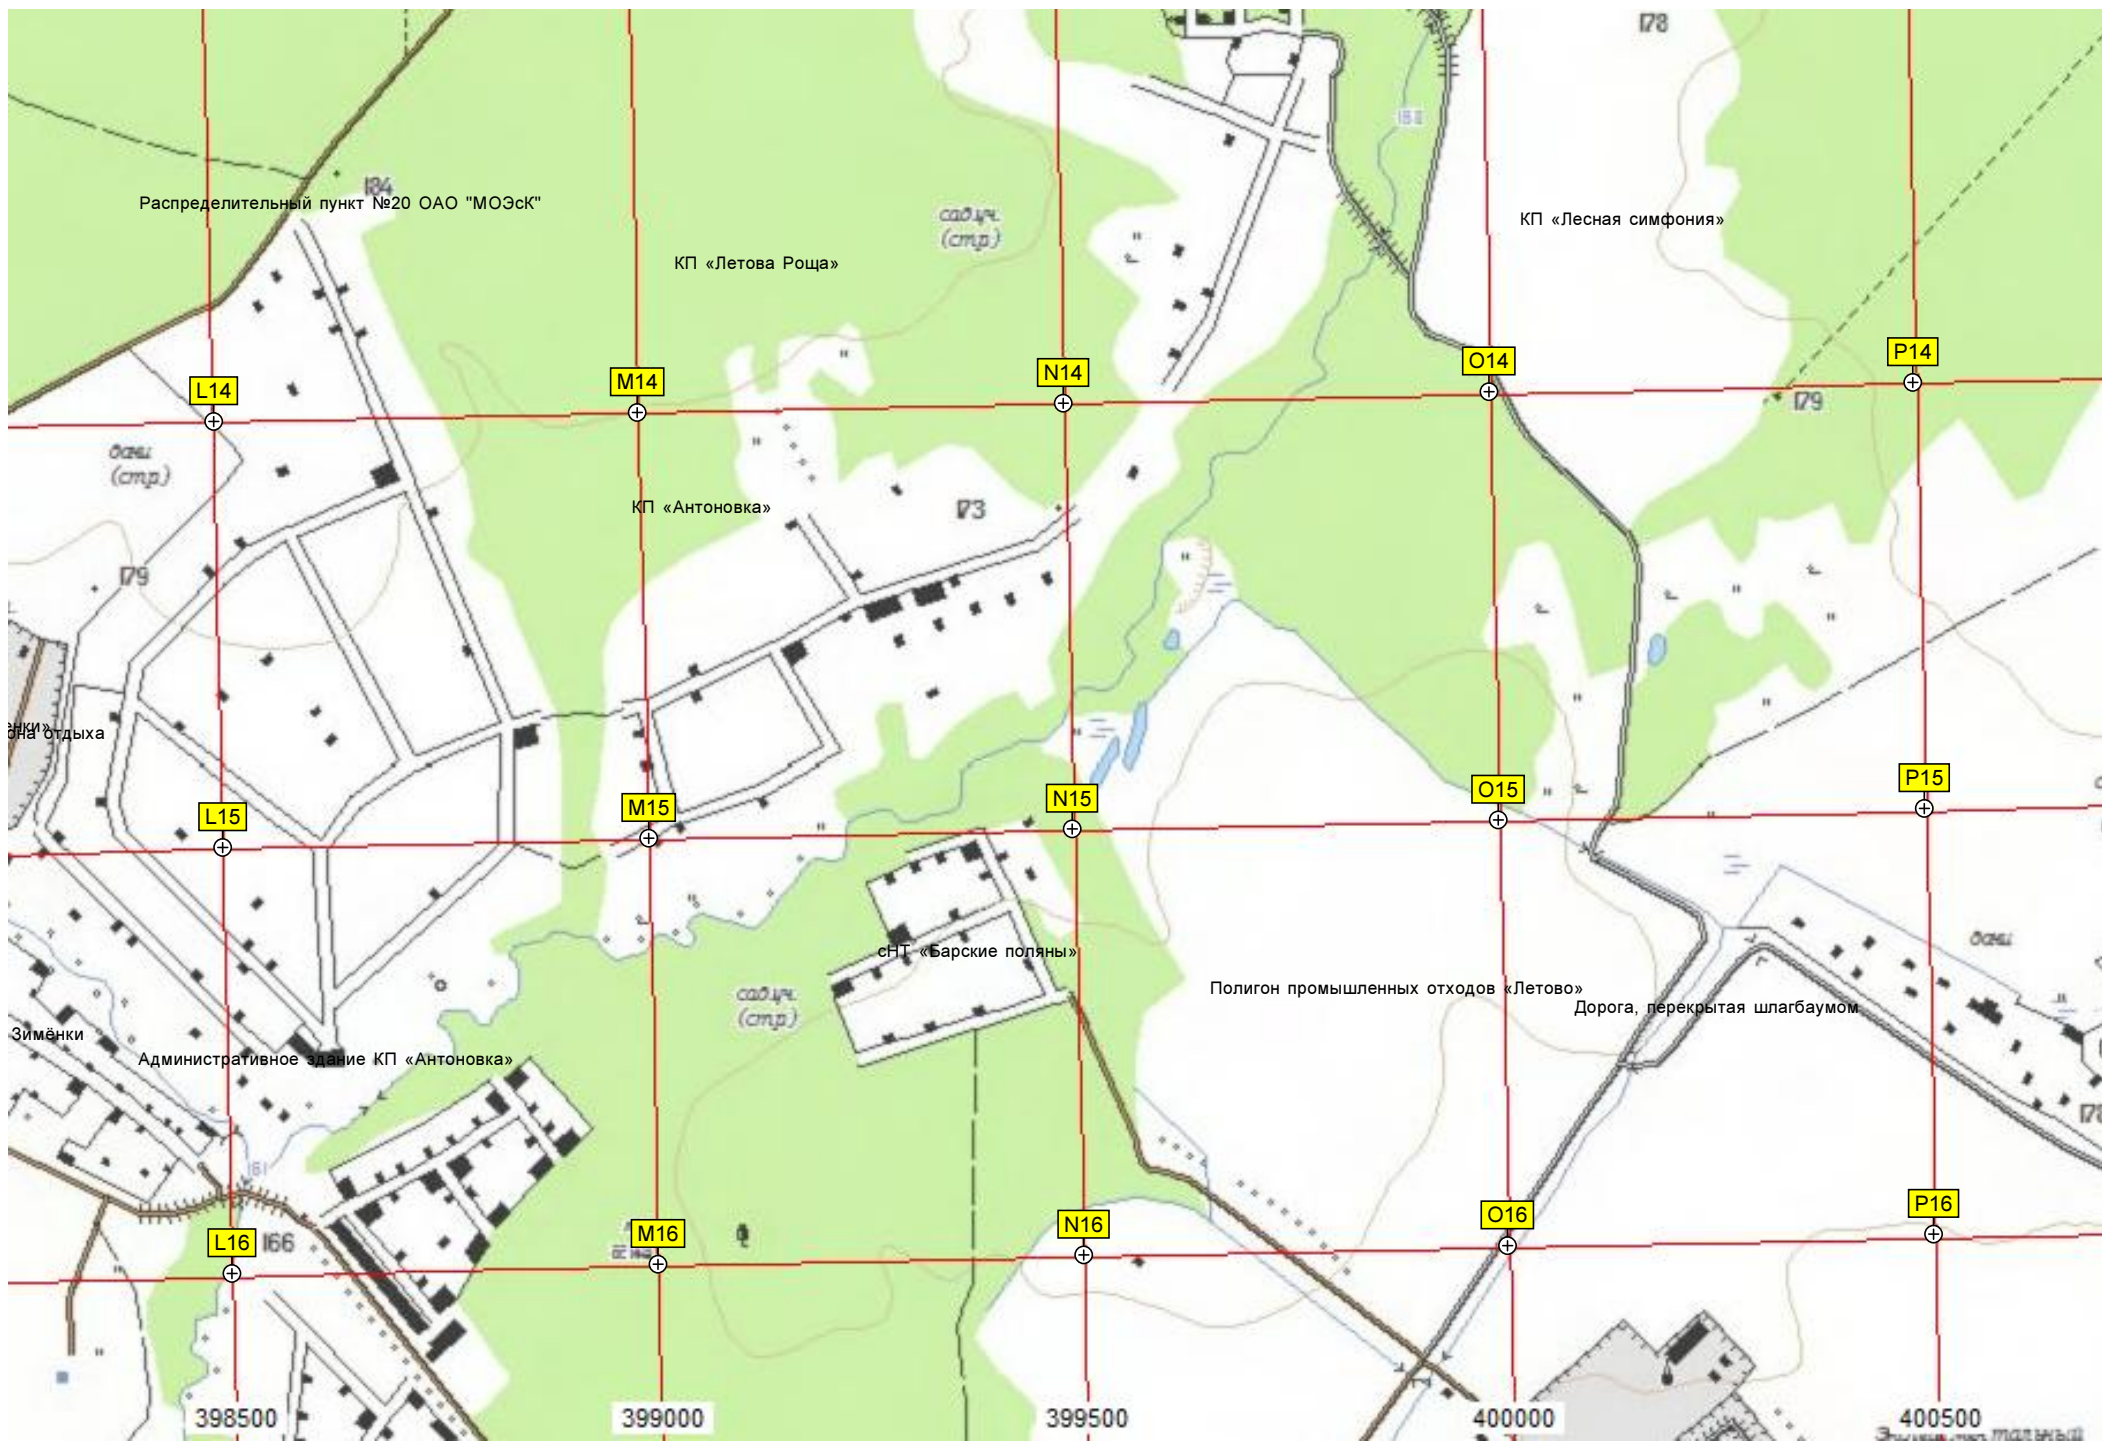 178
184
Распределительный пункт №20 ОАО "МОЭсК"
КП «Летова Роща»
сад.уч.
(стр.)
188
КП «Лесная симфония»
L14
M14
N14
O14
P14
179
дачи
(стр.)
КП «Антоновка»
173
179
она отдыха
L15
M15
N15
O15
P15
сНТ «Барские поляны»
дачи
сад.уч.
(стр.)
Полигон промышленных отходов «Летово»
Дорога, перекрытая шлагбаумом
Зимёнки
Административное здание КП «Антоновка»
178
161
L16
166
M16
N16
O16
P16
398500
399000
399500
400000
400500